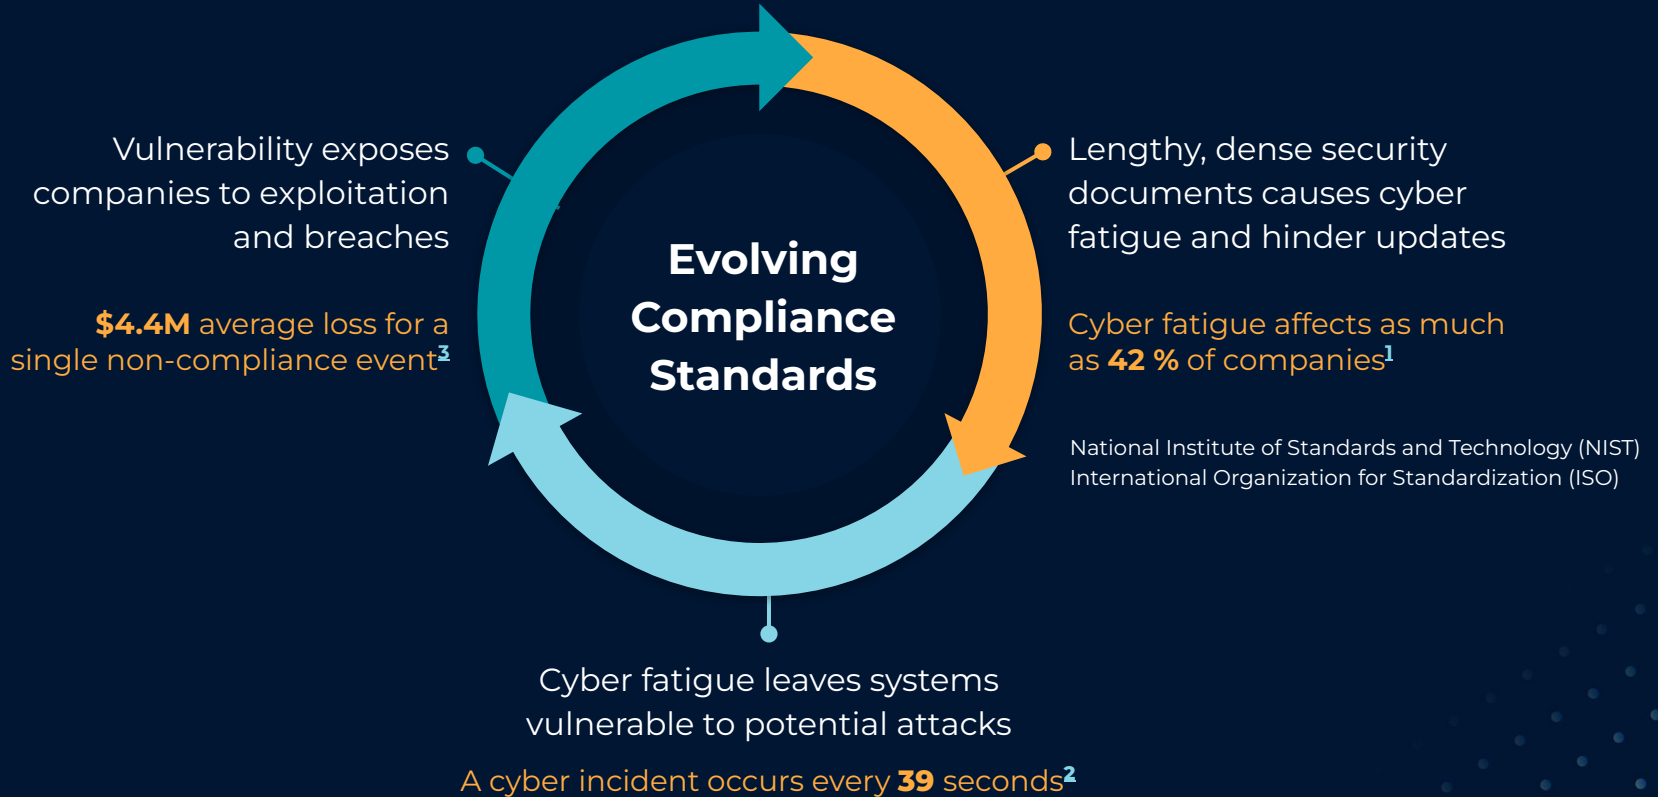 Evolving
Compliance
Standards
Lengthy, dense security
documents causes cyber
fatigue and hinder updates
Cyber fatigue affects as much
as 42 % of companies1
National Institute of Standards and Technology (NIST)
International Organization for Standardization (ISO)
Cyber fatigue leaves systems
vulnerable to potential attacks
A cyber incident occurs every 39 seconds2
Vulnerability exposes
companies to exploitation
and breaches
$4.4M average loss for a
single non-compliance event3